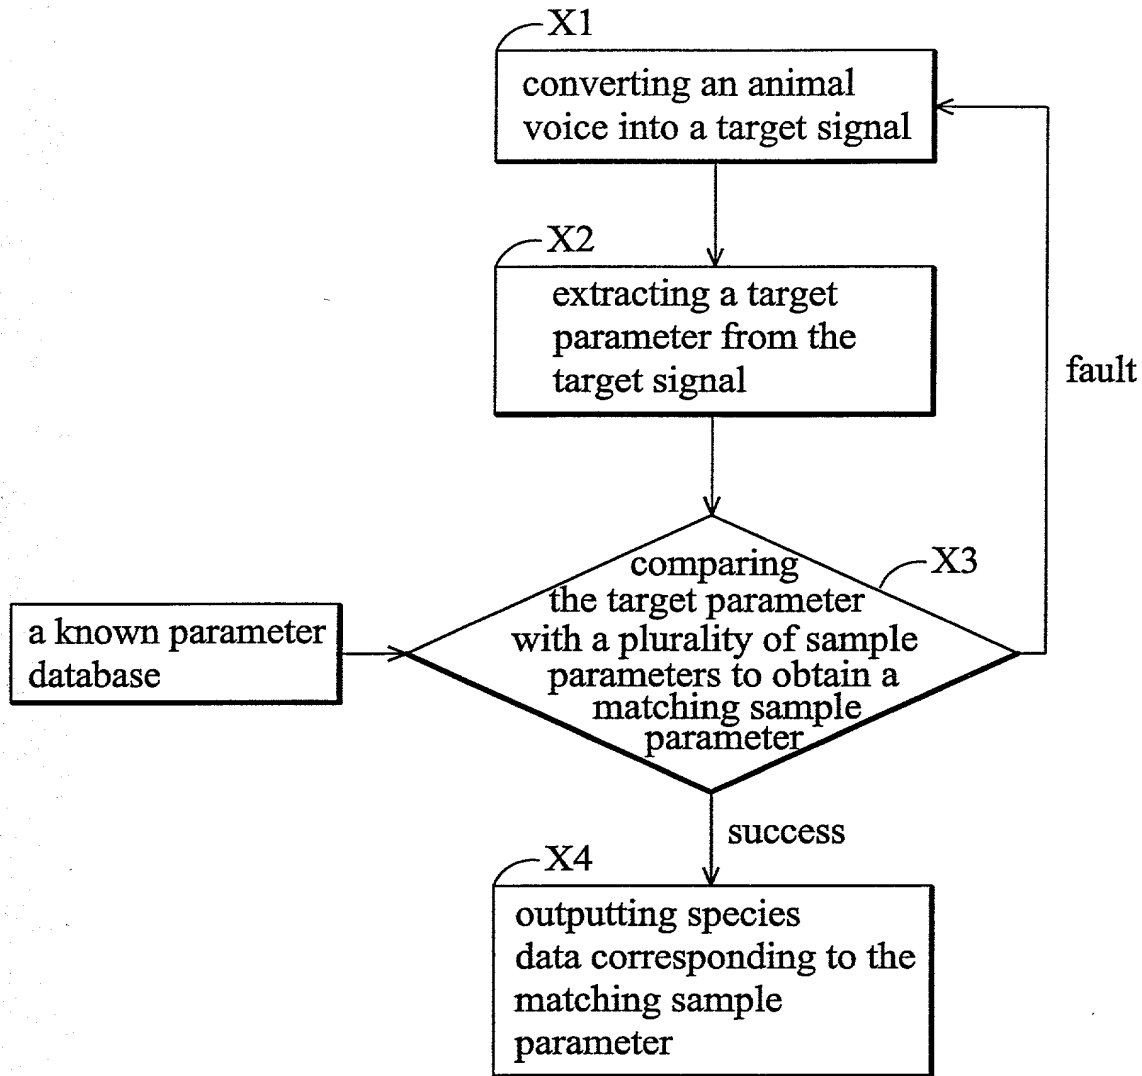 X1
converting an animal
voice into a target signal
X2
extracting a target
parameter from the
target signal
fault
X3
comparing
the target parameter
with a plurality of sample
parameters to obtain a
matching sample
parameter
a known parameter
database
success
X4
outputting species
data corresponding to the
matching sample
parameter